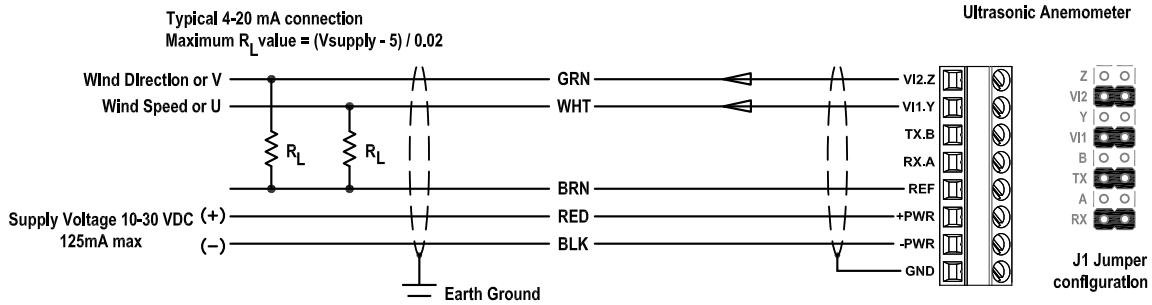 Typical 4-20 mA connection
Maximum RL value = (Vsupply - 5) / 0.02
Ultrasonic Anemometer
Wind Direction or V
GRN
VI2.Z
Wind Speed or U
WHT
VI1.Y
TX.B
RL
RL
RX.A
BRN
REF
Supply Voltage 10-30 VDC (+)
125mA max
RED
+PWR
(–)
BLK
-PWR
GND
Earth Ground
Z
VI2
Y
VI1
B
TX
A
RX
J1 Jumper
configuration